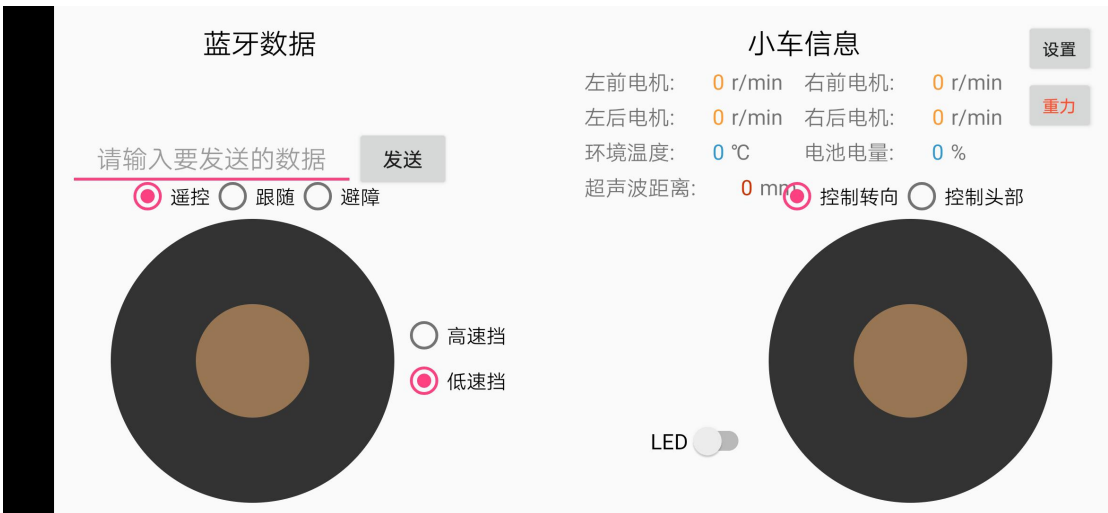 蓝牙数据
小车信息
设置
左前电机: 0 r/min 右前电机: 0 r/min
重力
左后电机: 0 r/min 右后电机: 0 r/min
请输入要发送的数据 发送
环境温度: 0 ℃ 电池电量: 0 %
超声波距离: 0 mm
遥控 跟随 避障
控制转向 控制头部
高速挡
低速挡
LED